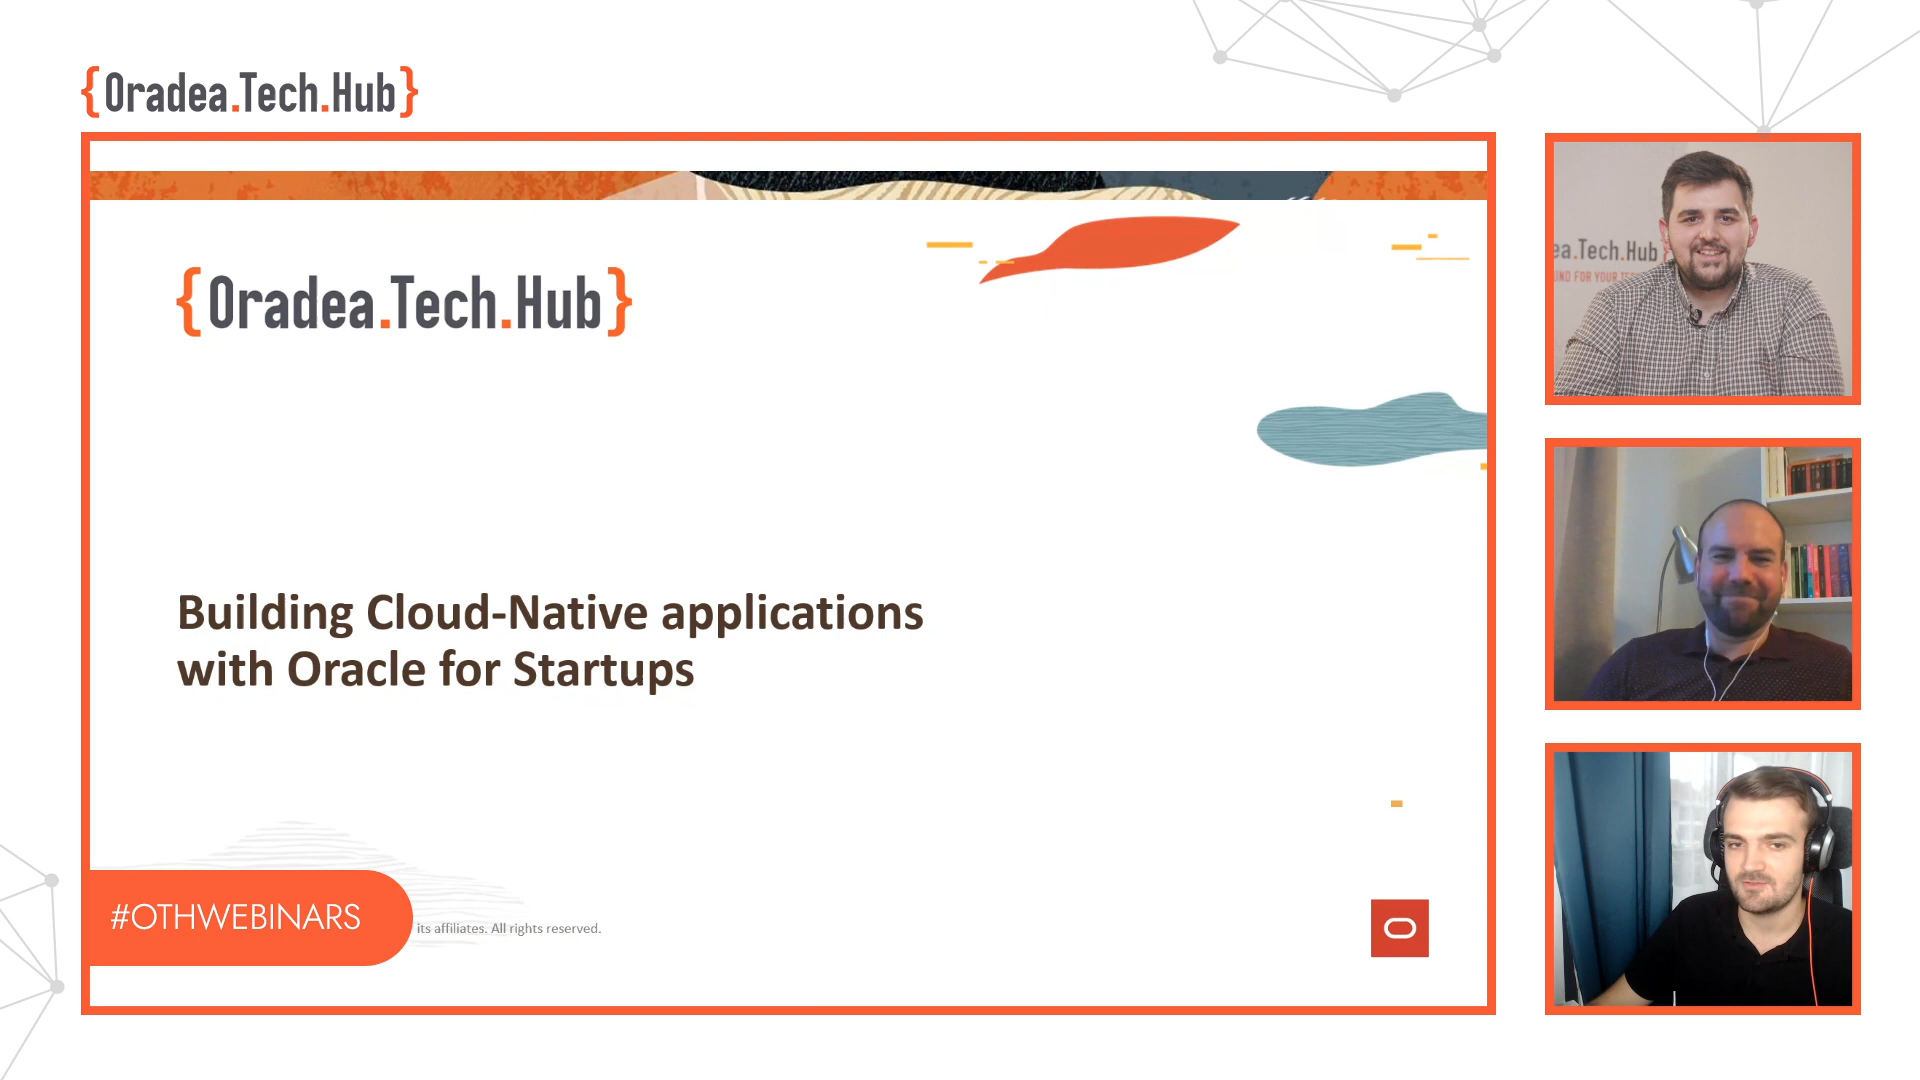 {Oradea.Tech.Hub}
{Oradea.Tech.Hub}
Building Cloud-Native applications
with Oracle for Startups
#OTHWEBINARS
its affiliates. All rights reserved.
ea.Tech.Hub